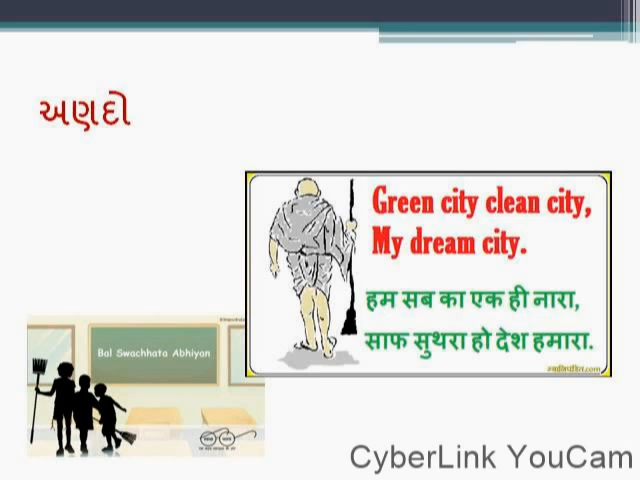 અણદો
Green city clean city,
My dream city.
हम सब का एक ही नारा,
साफ सुथरा हो देश हमारा.
Bal Swachhata Abhiyan
CyberLink YouCam